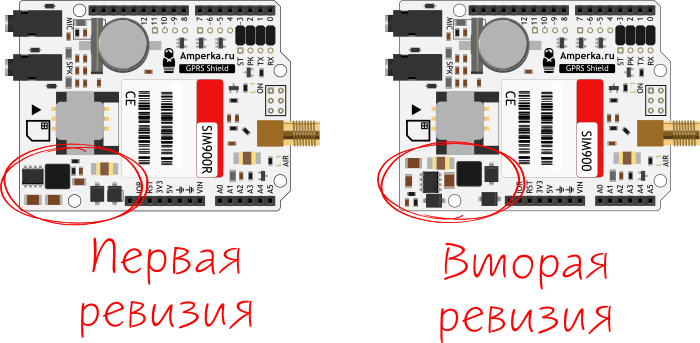 12
11
~10
~9
8
7
~6
~5
4
~3
2
1
0
MIC
SPK
ST
PK
TX
RX
Amperka.ru
GPRS Shield
ON
CE
SIM900R
AIR
IOR
RST
3V3
5V
VIN
A0
A1
A2
A3
A4
A5
12
11
~10
~9
8
7
~6
~5
4
~3
2
1
0
MIC
SPK
ST
PK
TX
RX
Amperka.ru
GPRS Shield
ON
CE
SIM900
AIR
IOR
RST
3V3
5V
VIN
A0
A1
A2
A3
A4
A5
Первая
ревизия
Вторая
ревизия